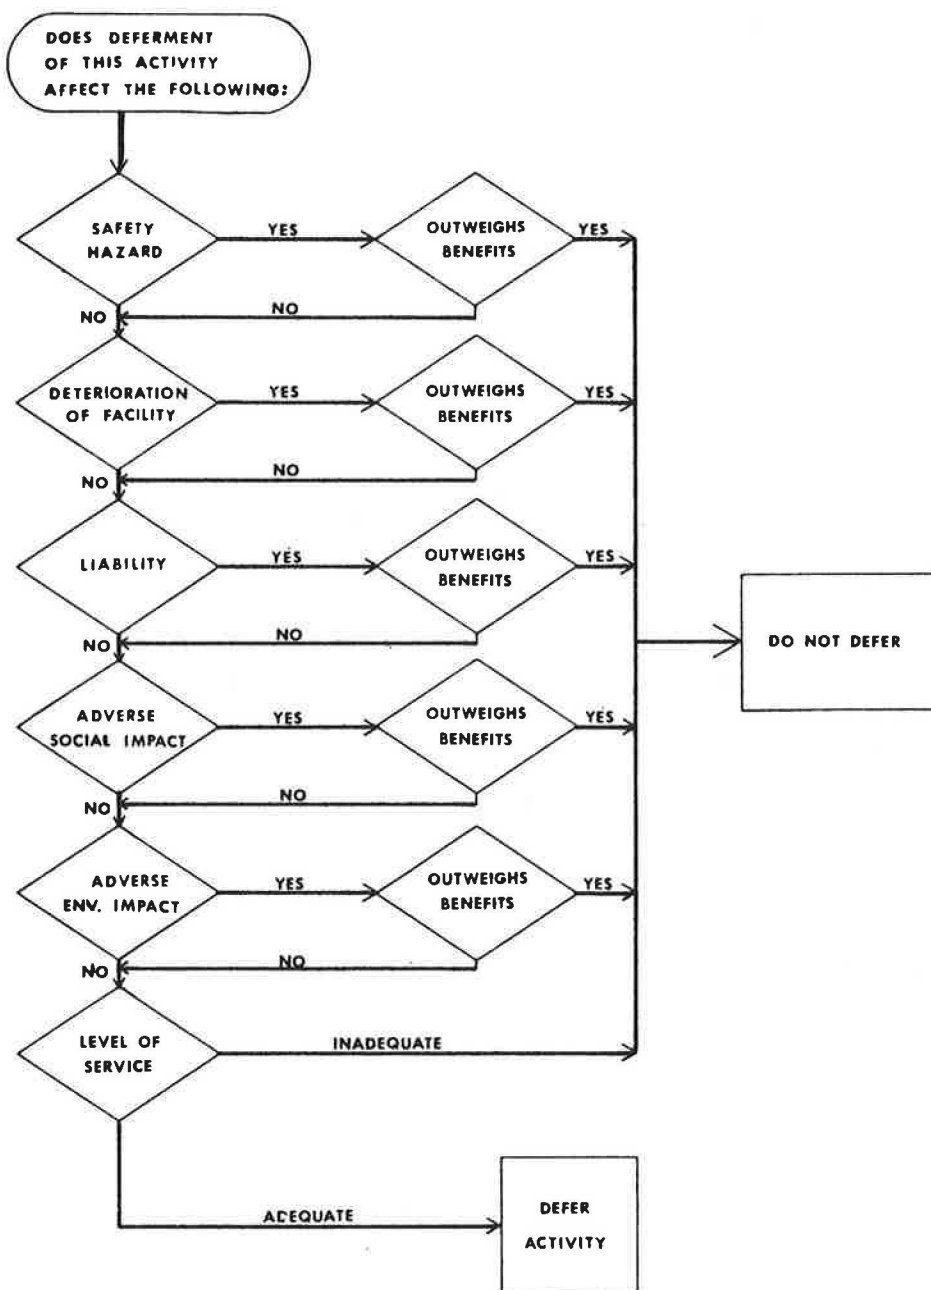 DOES DEFERMENT
OF THIS ACTIVITY
AFFECT THE FOLLOWING:
SAFETY
HAZARD
YES
OUTWEIGHS
BENEFITS
YES
NO
NO
DETERIORATION
OF FACILITY
YES
OUTWEIGHS
BENEFITS
YES
NO
NO
LIABILITY
YES
OUTWEIGHS
BENEFITS
YES
NO
NO
DO NOT DEFER
ADVERSE
SOCIAL IMPACT
YES
OUTWEIGHS
BENEFITS
YES
NO
NO
ADVERSE
ENV. IMPACT
YES
OUTWEIGHS
BENEFITS
YES
NO
NO
LEVEL OF
SERVICE
INADEQUATE
ADEQUATE
DEFER
ACTIVITY